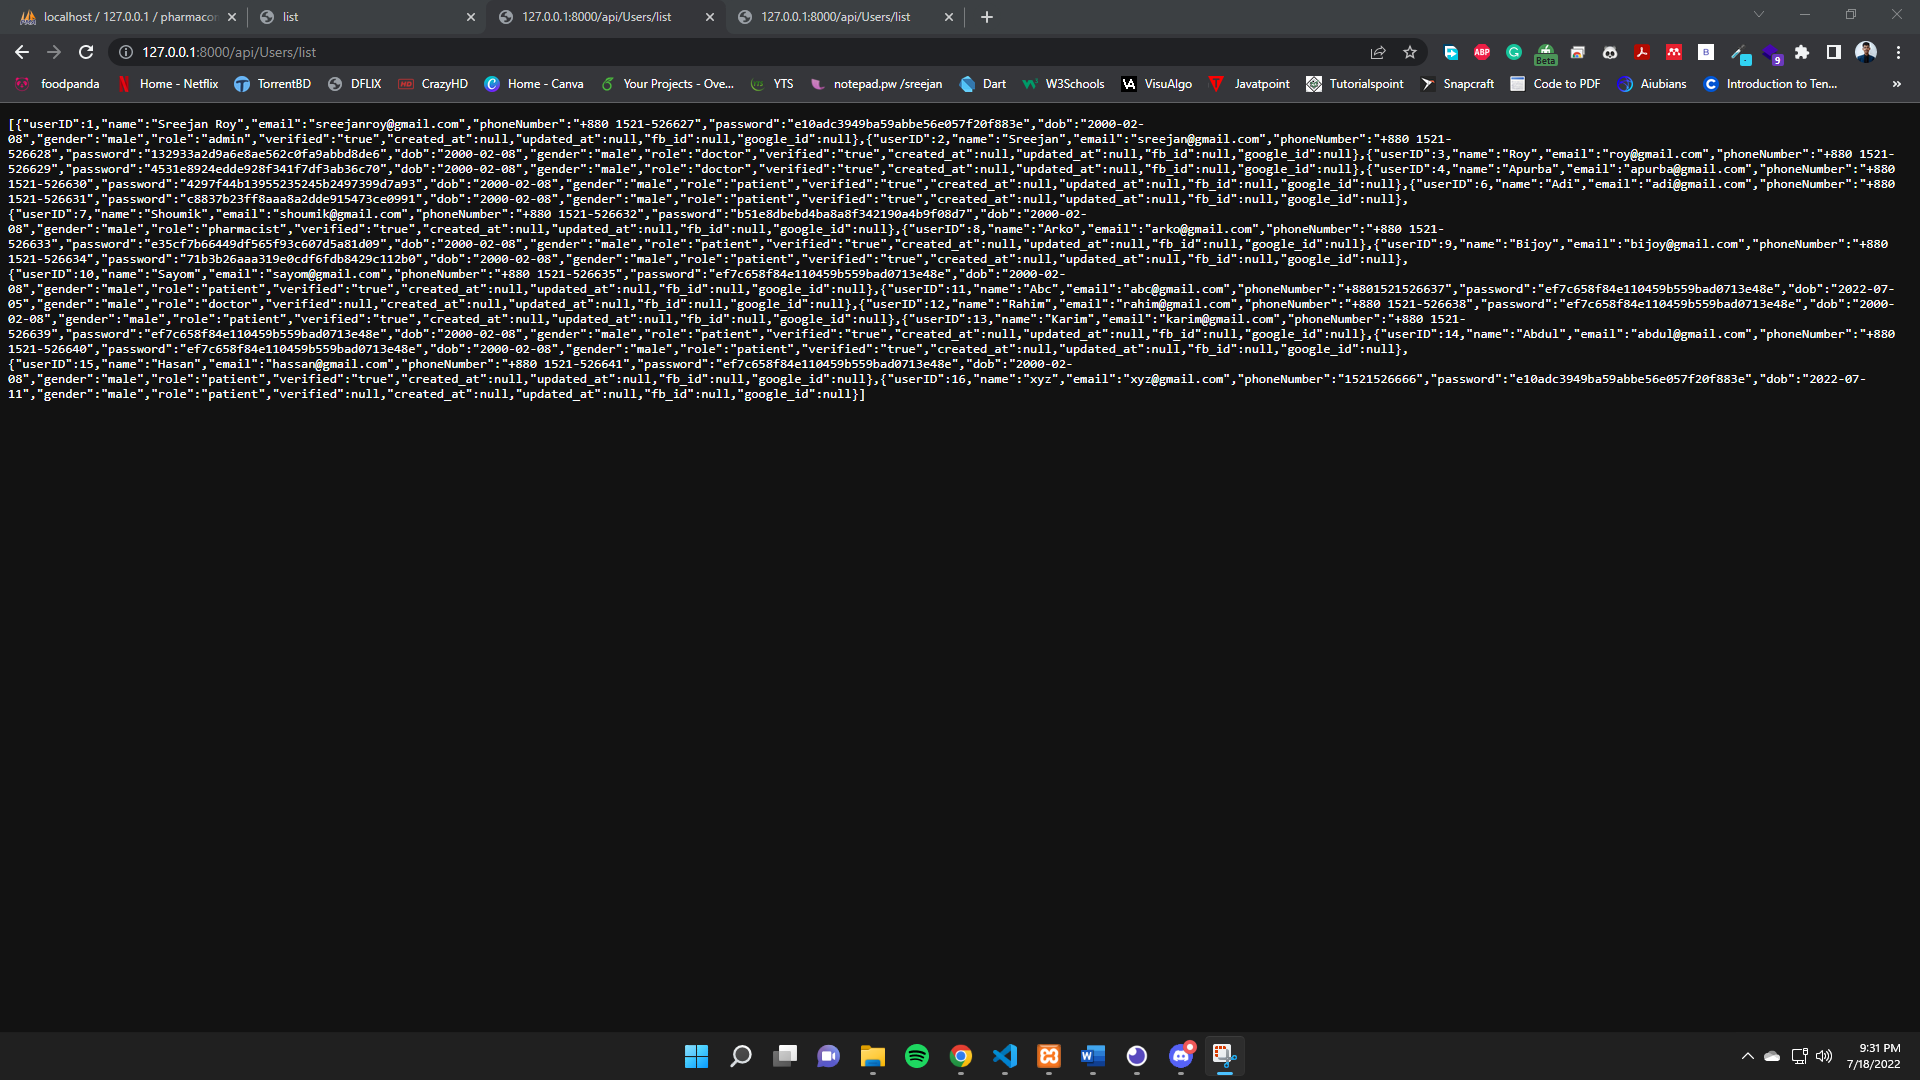 localhost / 127.0.0.1 / pharmacor
list
127.0.0.1:8000/api/Users/list
127.0.0.1:8000/api/Users/list
127.0.0.1:8000/api/Users/list
ABP
Beta
9
foodpanda
Home - Netflix
TorrentBD
DFLIX
CrazyHD
Home - Canva
Your Projects - Ove...
YTS
notepad.pw /sreejan
Dart
W3Schools
VisuAlgo
Javatpoint
Tutorialspoint
Snapcraft
Code to PDF
Aiubians
Introduction to Ten...
[{"userID":1,"name":"Sreejan Roy","email":"sreejanroy@gmail.com","phoneNumber":"+880 1521-526627","password":"e10adc3949ba59abbe56e057f20f883e","dob":"2000-02-
08","gender":"male","role":"admin","verified":"true","created_at":null,"updated_at":null,"fb_id":null,"google_id":null},{"userID":2,"name":"Sreejan","email":"sreejan@gmail.com","phoneNumber":"+880 1521-
526628","password":"132933a2d9a6e8ae562c0fa9abbd8de6","dob":"2000-02-08","gender":"male","role":"doctor","verified":"true","created_at":null,"updated_at":null,"fb_id":null,"google_id":null},{"userID":3,"name":"Roy","email":"roy@gmail.com","phoneNumber":"+880 1521-
526629","password":"4531e8924edde928f341f7df3ab36c70","dob":"2000-02-08","gender":"male","role":"doctor","verified":"true","created_at":null,"updated_at":null,"fb_id":null,"google_id":null},{"userID":4,"name":"Apurba","email":"apurba@gmail.com","phoneNumber":"+880
1521-526630","password":"4297f44b13955235245b2497399d7a93","dob":"2000-02-08","gender":"male","role":"patient","verified":"true","created_at":null,"updated_at":null,"fb_id":null,"google_id":null},{"userID":6,"name":"Adi","email":"adi@gmail.com","phoneNumber":"+880
1521-526631","password":"c8837b23ff8aaa8a2dde915473ce0991","dob":"2000-02-08","gender":"male","role":"patient","verified":"true","created_at":null,"updated_at":null,"fb_id":null,"google_id":null},
{"userID":7,"name":"Shoumik","email":"shoumik@gmail.com","phoneNumber":"+880 1521-526632","password":"b51e8dbebd4ba8a8f342190a4b9f08d7","dob":"2000-02-
08","gender":"male","role":"pharmacist","verified":"true","created_at":null,"updated_at":null,"fb_id":null,"google_id":null},{"userID":8,"name":"Arko","email":"arko@gmail.com","phoneNumber":"+880 1521-
526633","password":"e35cf7b66449df565f93c607d5a81d09","dob":"2000-02-08","gender":"male","role":"patient","verified":"true","created_at":null,"updated_at":null,"fb_id":null,"google_id":null},{"userID":9,"name":"Bijoy","email":"bijoy@gmail.com","phoneNumber":"+880
1521-526634","password":"71b3b26aaa319e0cdf6fdb8429c112b0","dob":"2000-02-08","gender":"male","role":"patient","verified":"true","created_at":null,"updated_at":null,"fb_id":null,"google_id":null},
{"userID":10,"name":"Sayom","email":"sayom@gmail.com","phoneNumber":"+880 1521-526635","password":"ef7c658f84e110459b559bad0713e48e","dob":"2000-02-
08","gender":"male","role":"patient","verified":"true","created_at":null,"updated_at":null,"fb_id":null,"google_id":null},{"userID":11,"name":"Abc","email":"abc@gmail.com","phoneNumber":"+8801521526637","password":"ef7c658f84e110459b559bad0713e48e","dob":"2022-07-
05","gender":"male","role":"doctor","verified":null,"created_at":null,"updated_at":null,"fb_id":null,"google_id":null},{"userID":12,"name":"Rahim","email":"rahim@gmail.com","phoneNumber":"+880 1521-526638","password":"ef7c658f84e110459b559bad0713e48e","dob":"2000-
02-08","gender":"male","role":"patient","verified":"true","created_at":null,"updated_at":null,"fb_id":null,"google_id":null},{"userID":13,"name":"Karim","email":"karim@gmail.com","phoneNumber":"+880 1521-
526639","password":"ef7c658f84e110459b559bad0713e48e","dob":"2000-02-08","gender":"male","role":"patient","verified":"true","created_at":null,"updated_at":null,"fb_id":null,"google_id":null},{"userID":14,"name":"Abdul","email":"abdul@gmail.com","phoneNumber":"+880
1521-526640","password":"ef7c658f84e110459b559bad0713e48e","dob":"2000-02-08","gender":"male","role":"patient","verified":"true","created_at":null,"updated_at":null,"fb_id":null,"google_id":null},
{"userID":15,"name":"Hasan","email":"hassan@gmail.com","phoneNumber":"+880 1521-526641","password":"ef7c658f84e110459b559bad0713e48e","dob":"2000-02-
08","gender":"male","role":"patient","verified":"true","created_at":null,"updated_at":null,"fb_id":null,"google_id":null},{"userID":16,"name":"xyz","email":"xyz@gmail.com","phoneNumber":"1521526666","password":"e10adc3949ba59abbe56e057f20f883e","dob":"2022-07-
11","gender":"male","role":"patient","verified":null,"created_at":null,"updated_at":null,"fb_id":null,"google_id":null}]
9:31 PM
7/18/2022